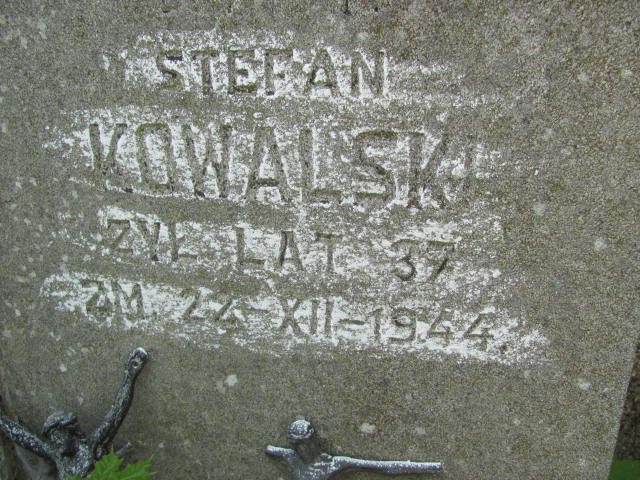 STEFAN
KOWALSKI
ŻYŁ LAT 37
ZM. 24-XII-1944.